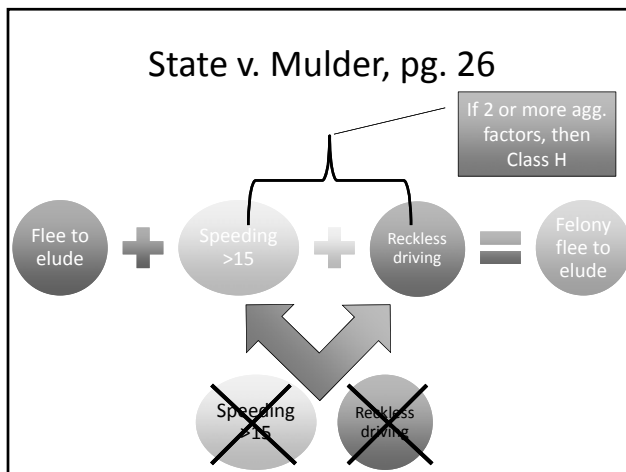 State v. Mulder, pg. 26
If 2 or more agg.
factors, then
Class H
Flee to
elude
Speeding
>15
Reckless
driving
Felony
flee to
elude
Speeding
>15
Reckless
driving